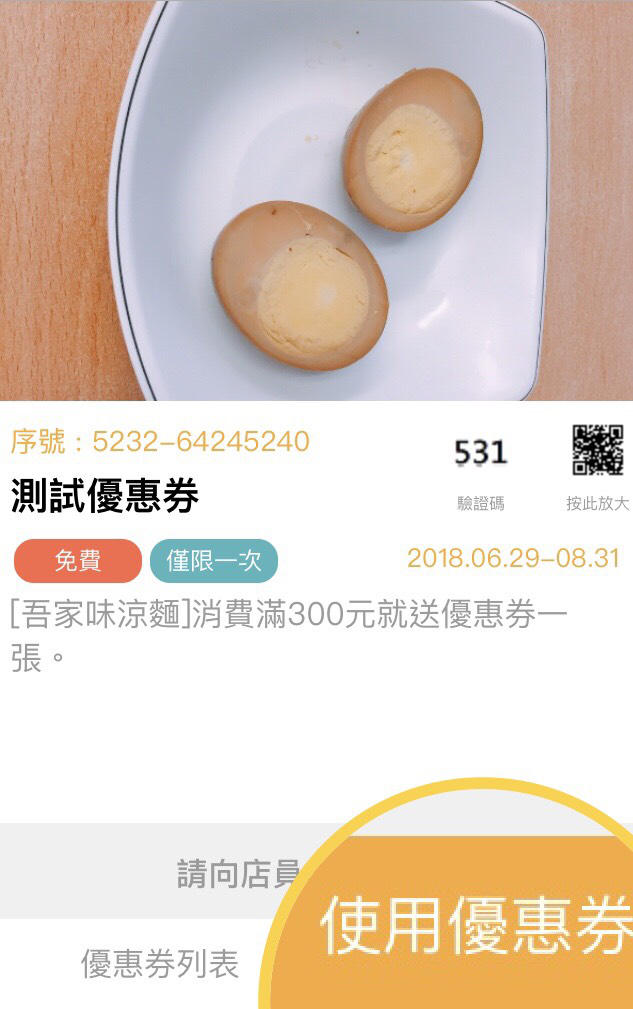 序號：5232-64245240
531
測試優惠券
驗證碼
按此放大
免費
僅限一次
2018.06.29-08.31
[吾家味涼麵]消費滿300元就送優惠券一
張。
請向店員
使用優惠券
優惠券列表